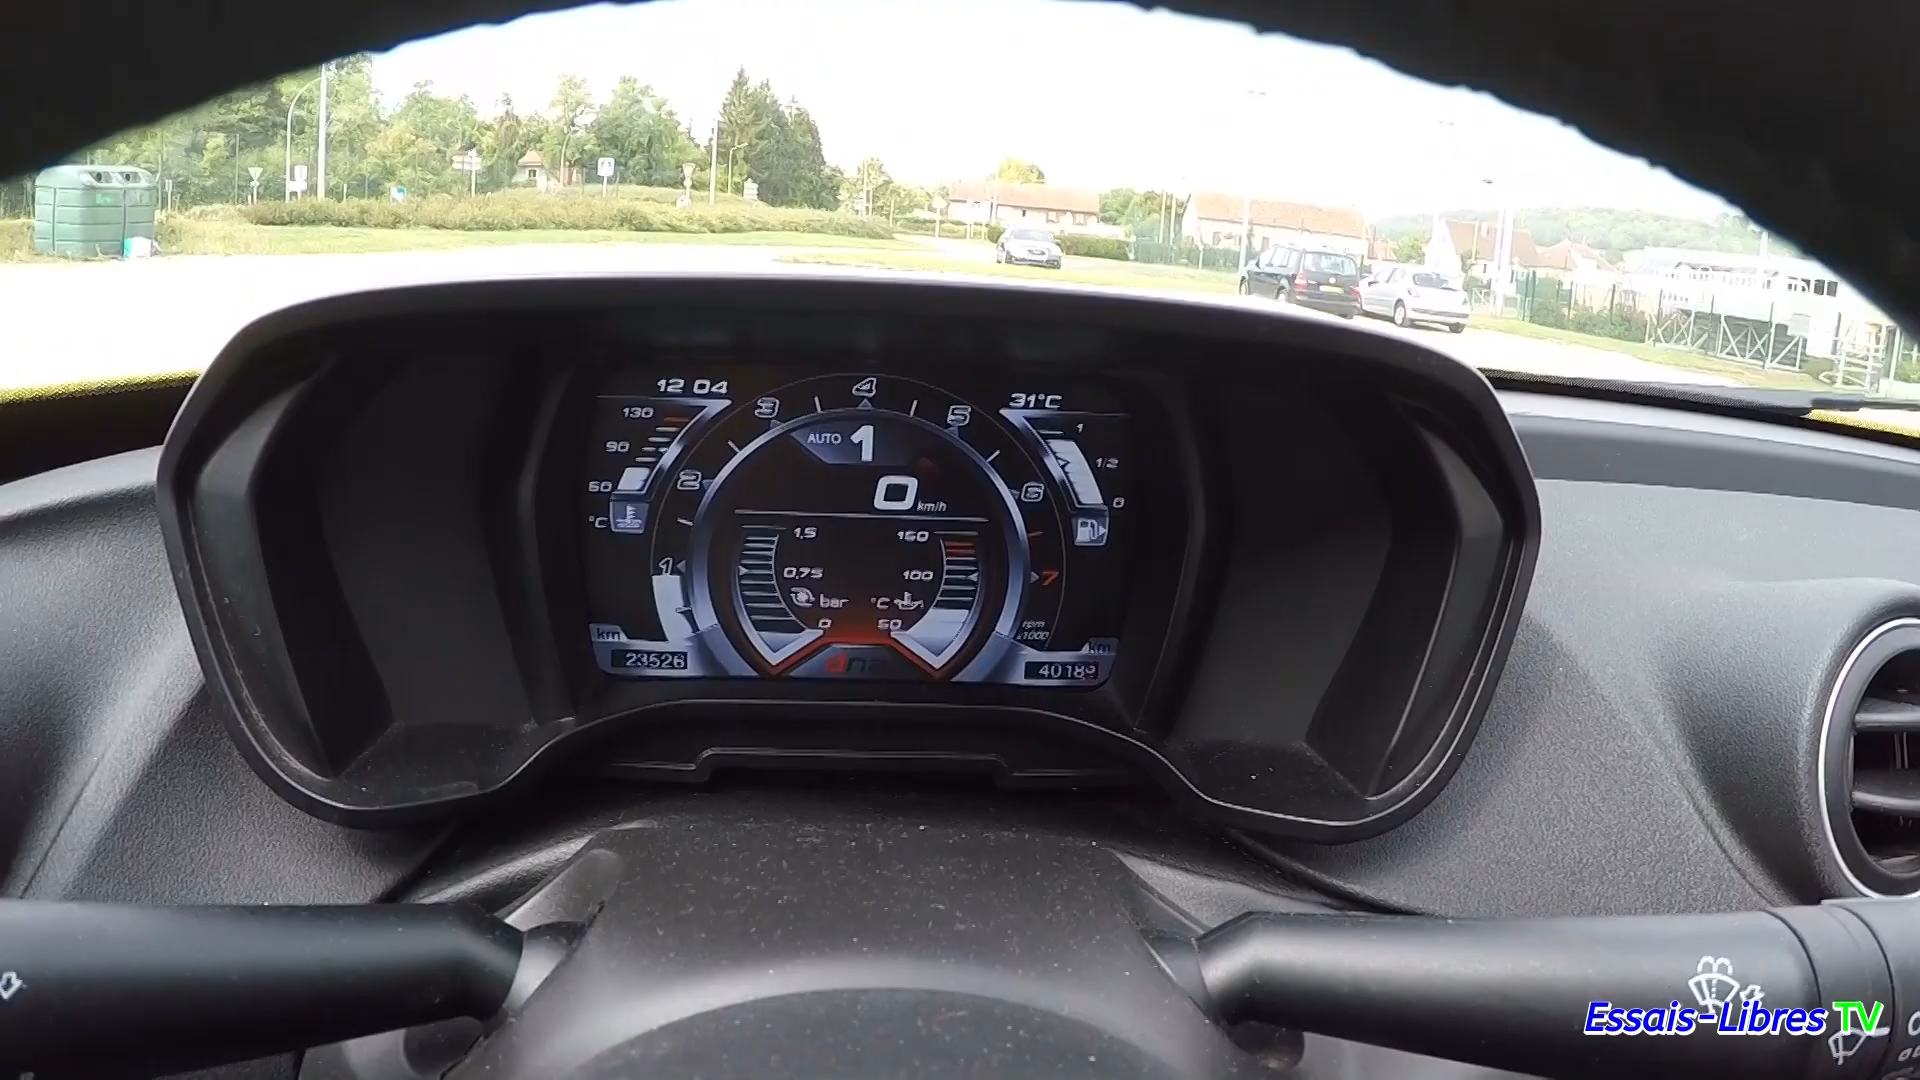 12 04
31°C
130
90
50
°C
1
2
3
4
5
6
7
AUTO 1
0 km/h
1
1/2
0
1,5
0,75
bar
0
150
100
°C
50
rpm
x1000
km
23526
dna
km
40189
Essais-Libres TV